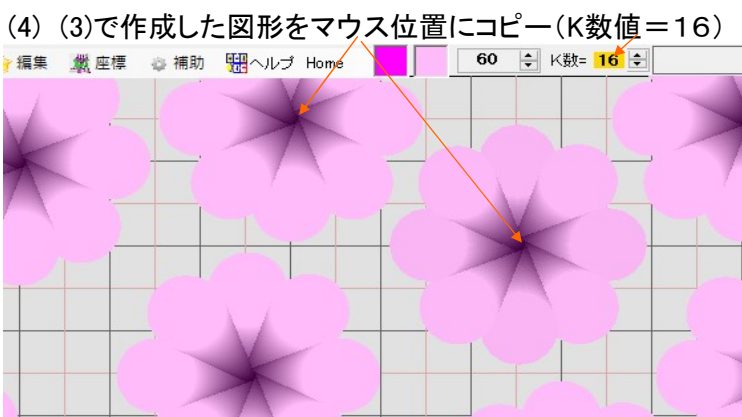 (4) (3)で作成した図形をマウス位置にコピー(K数値＝16)
編集 座標 補助 ヘルプ Home 60 K数= 16